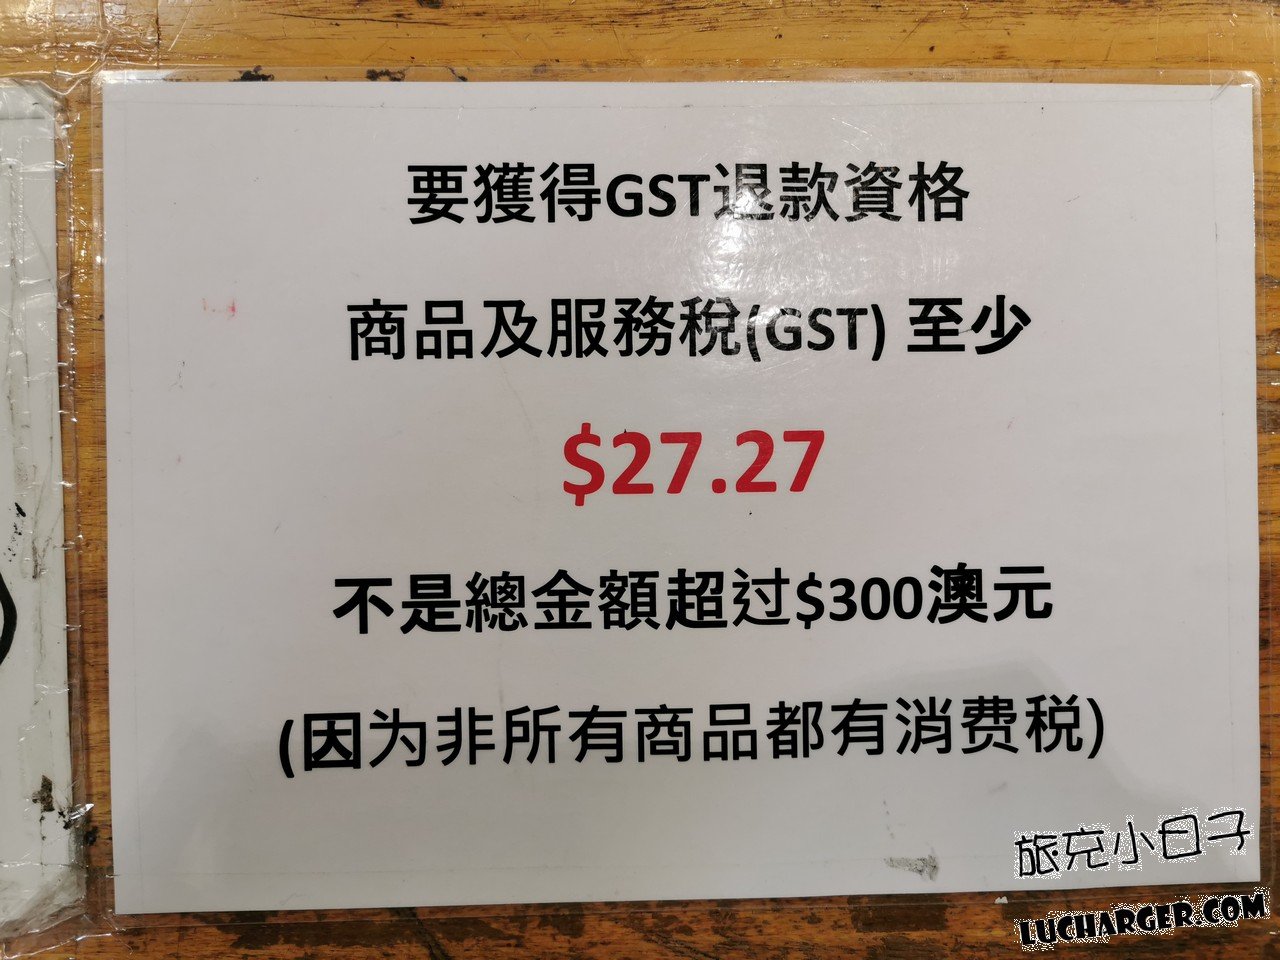 要獲得GST退款資格
商品及服務稅(GST) 至少
$27.27
不是總金額超过$300澳元
(因为非所有商品都有消费税)
旅充小日子
LUCHARGER.COM